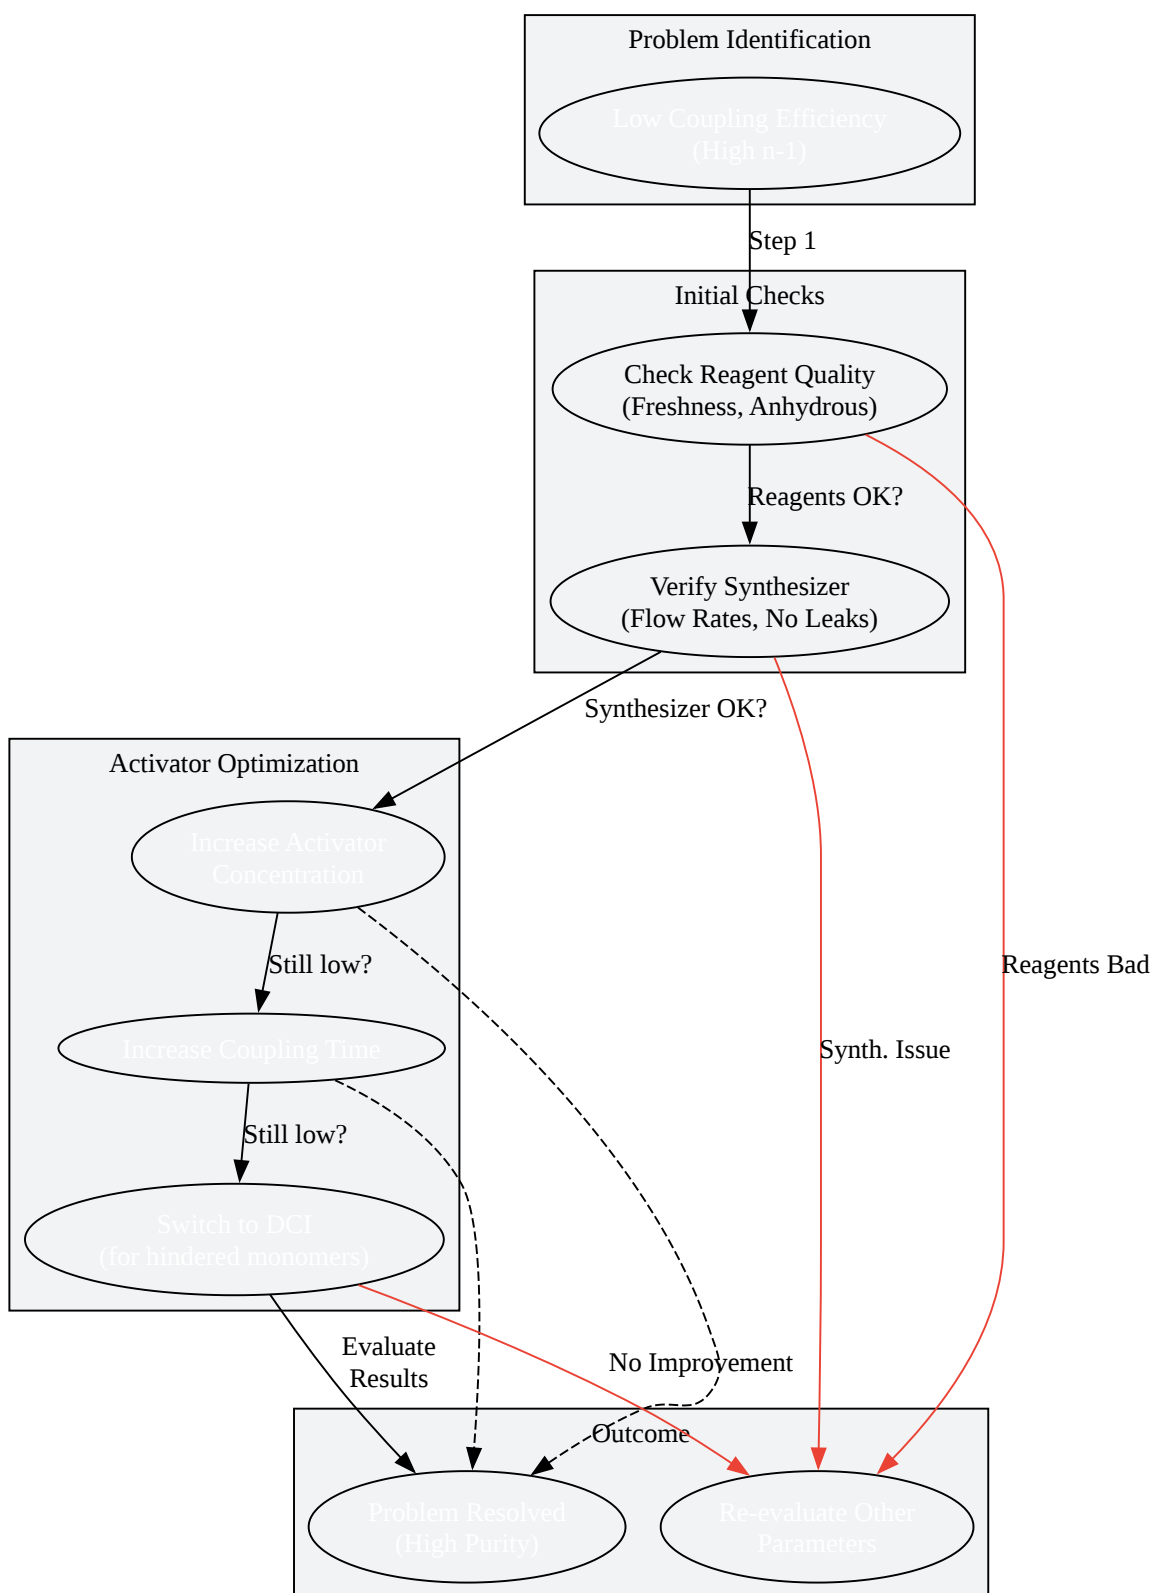 Problem Identification
Low Coupling Efficiency
(High n-1)
Step 1
Initial Checks
Check Reagent Quality
(Freshness, Anhydrous)
Reagents OK?
Verify Synthesizer
(Flow Rates, No Leaks)
Synthesizer OK?
Activator Optimization
Increase Activator
Concentration
Still low?
Reagents Bad
Increase Coupling Time
Synth. Issue
Still low?
Switch to DCI
(for hindered monomers)
Evaluate
Results
No Improvement
Outcome
Problem Resolved
(High Purity)
Re-evaluate Other
Parameters